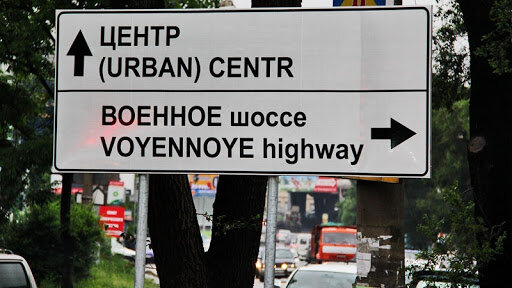 ЦЕНТР
(URBAN) CENTR
ВОЕННОЕ шоссе
VOYENNOYE highway